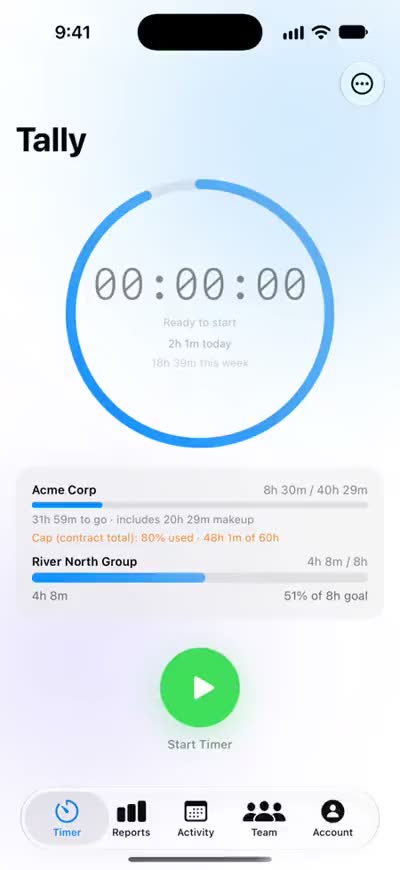 9:41
Tally
00:00:00
Ready to start
2h 1m today
18h 39m this week
Acme Corp 8h 30m / 40h 29m
31h 59m to go · includes 20h 29m makeup
Cap (contract total): 80% used · 48h 1m of 60h
River North Group 4h 8m / 8h
4h 8m 51% of 8h goal
Start Timer
Timer Reports Activity Team Account